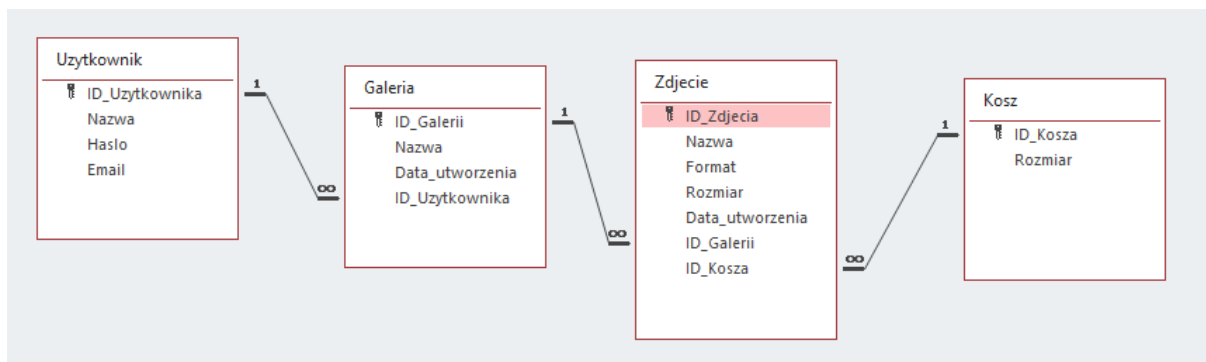 Uzytkownik
ID_Uzytkownika
Nazwa
Haslo
Email
1
∞
Galeria
ID_Galerii
Nazwa
Data_utworzenia
ID_Uzytkownika
1
∞
Zdjecie
ID_Zdjecia
Nazwa
Format
Rozmiar
Data_utworzenia
ID_Galerii
ID_Kosza
∞
1
Kosz
ID_Kosza
Rozmiar